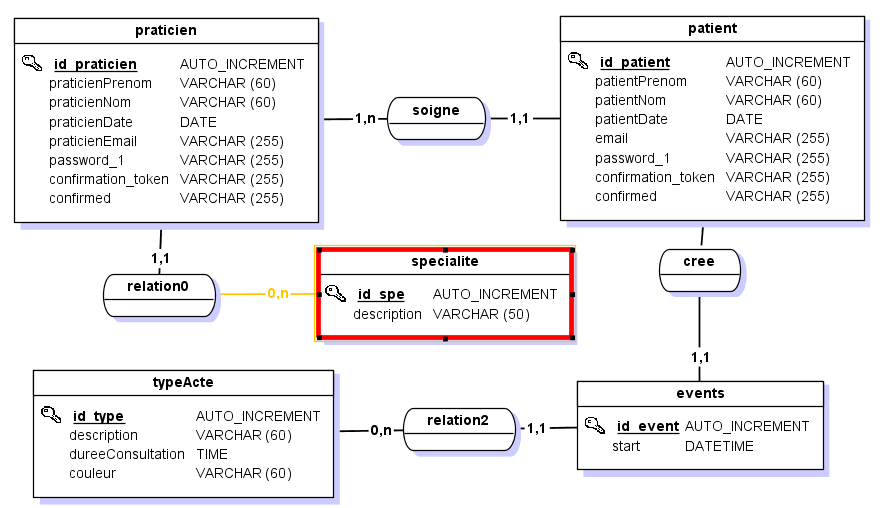 praticien
id_praticien AUTO_INCREMENT
praticienPrenom VARCHAR (60)
praticienNom VARCHAR (60)
praticienDate DATE
praticienEmail VARCHAR (255)
password_1 VARCHAR (255)
confirmation_token VARCHAR (255)
confirmed VARCHAR (255)
1,n
soigne
1,1
patient
id_patient AUTO_INCREMENT
patientPrenom VARCHAR (60)
patientNom VARCHAR (60)
patientDate DATE
email VARCHAR (255)
password_1 VARCHAR (255)
confirmation_token VARCHAR (255)
confirmed VARCHAR (255)
1,1
relation0
0,n
specialite
id_spe AUTO_INCREMENT
description VARCHAR (50)
cree
1,1
typeActe
id_type AUTO_INCREMENT
description VARCHAR (60)
dureeConsultation TIME
couleur VARCHAR (60)
0,n
relation2
1,1
events
id_event AUTO_INCREMENT
start DATETIME